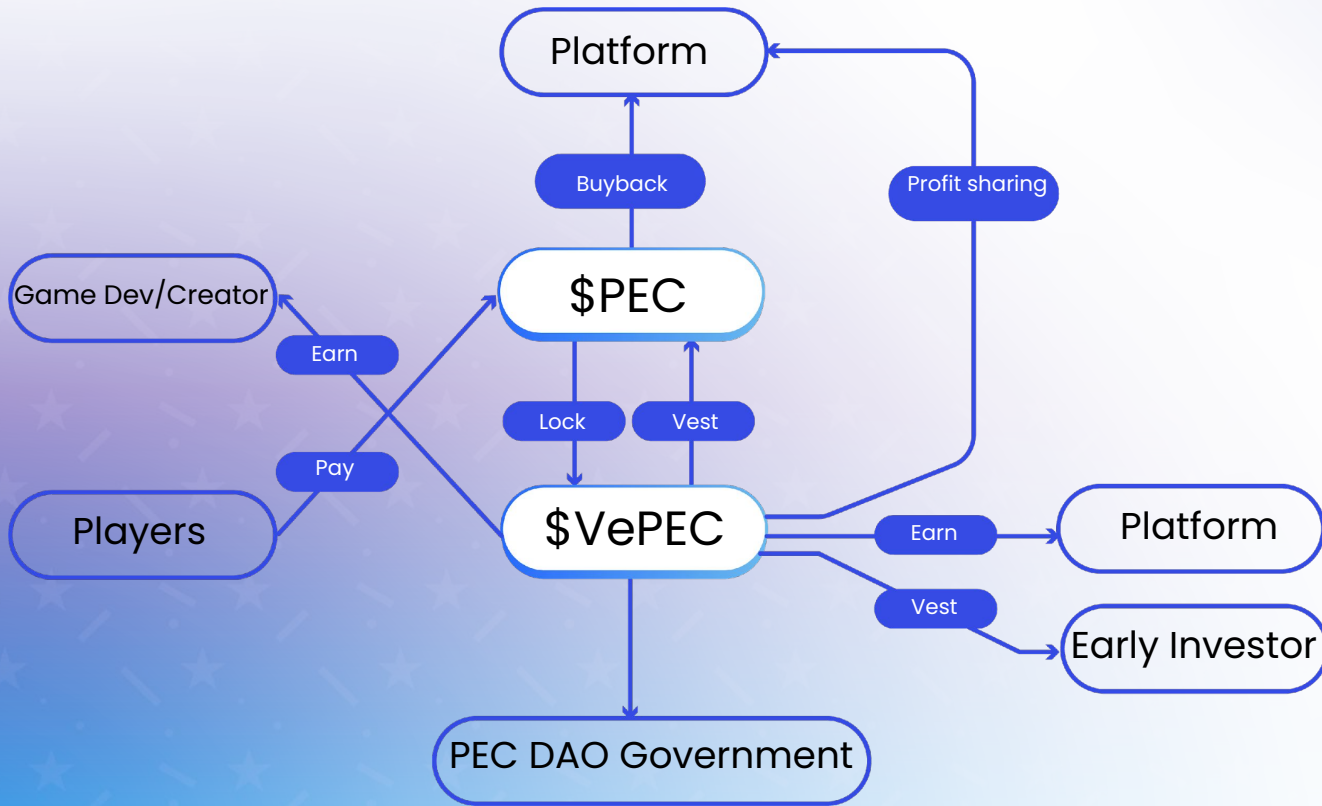 Platform
Buyback
Profit sharing
$PEC
Game Dev/Creator
Earn
Lock
Vest
Pay
Players
$VePEC
Earn
Platform
Vest
Early Investor
PEC DAO Government